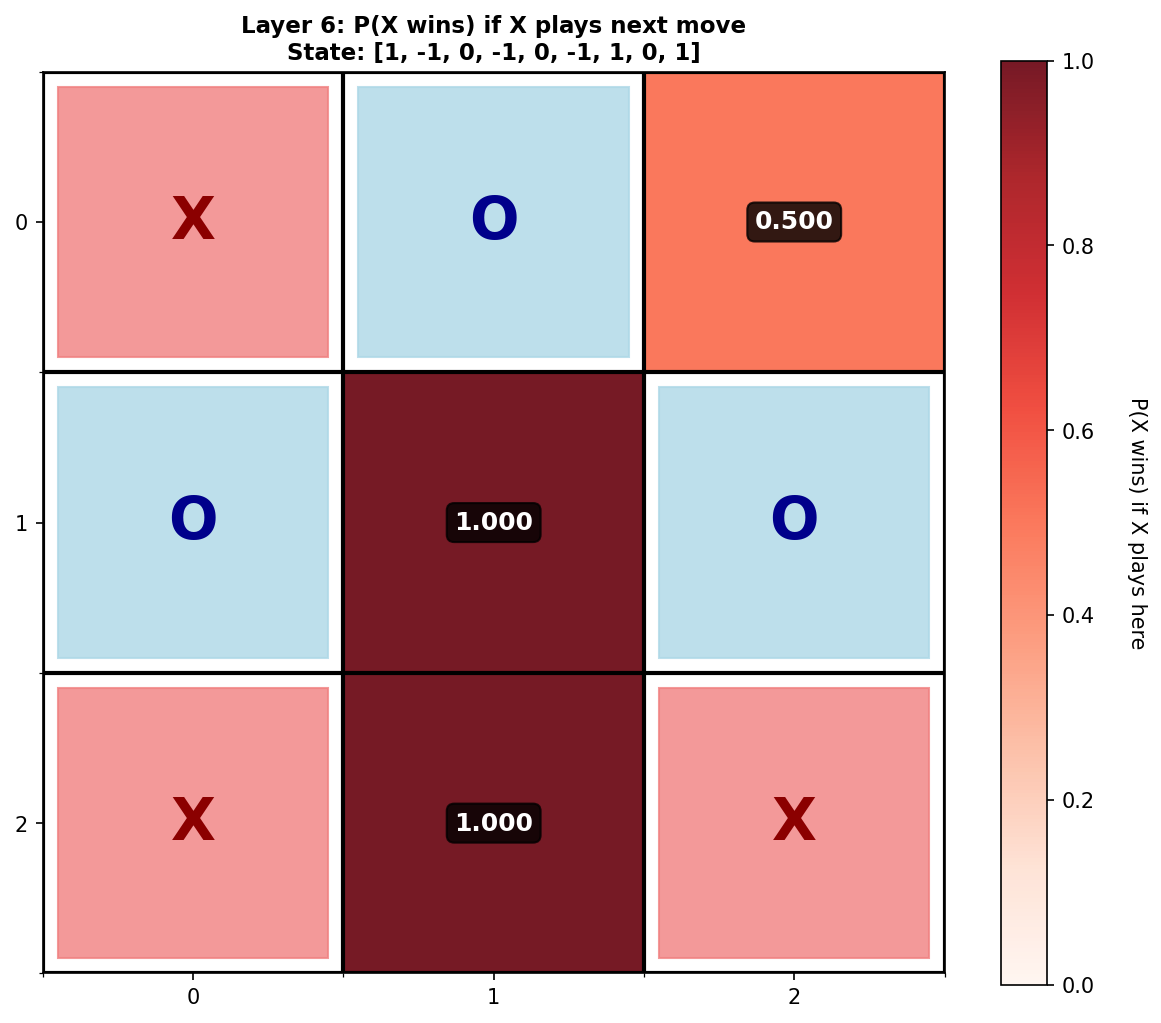 Layer 6: P(X wins) if X plays next move
State: [1, -1, 0, -1, 0, -1, 1, 0, 1]
X
O
0.500
O
1.000
O
X
1.000
X
0
1
2
0
1
2
1.0
0.8
0.6
0.4
0.2
0.0
P(X wins) if X plays here